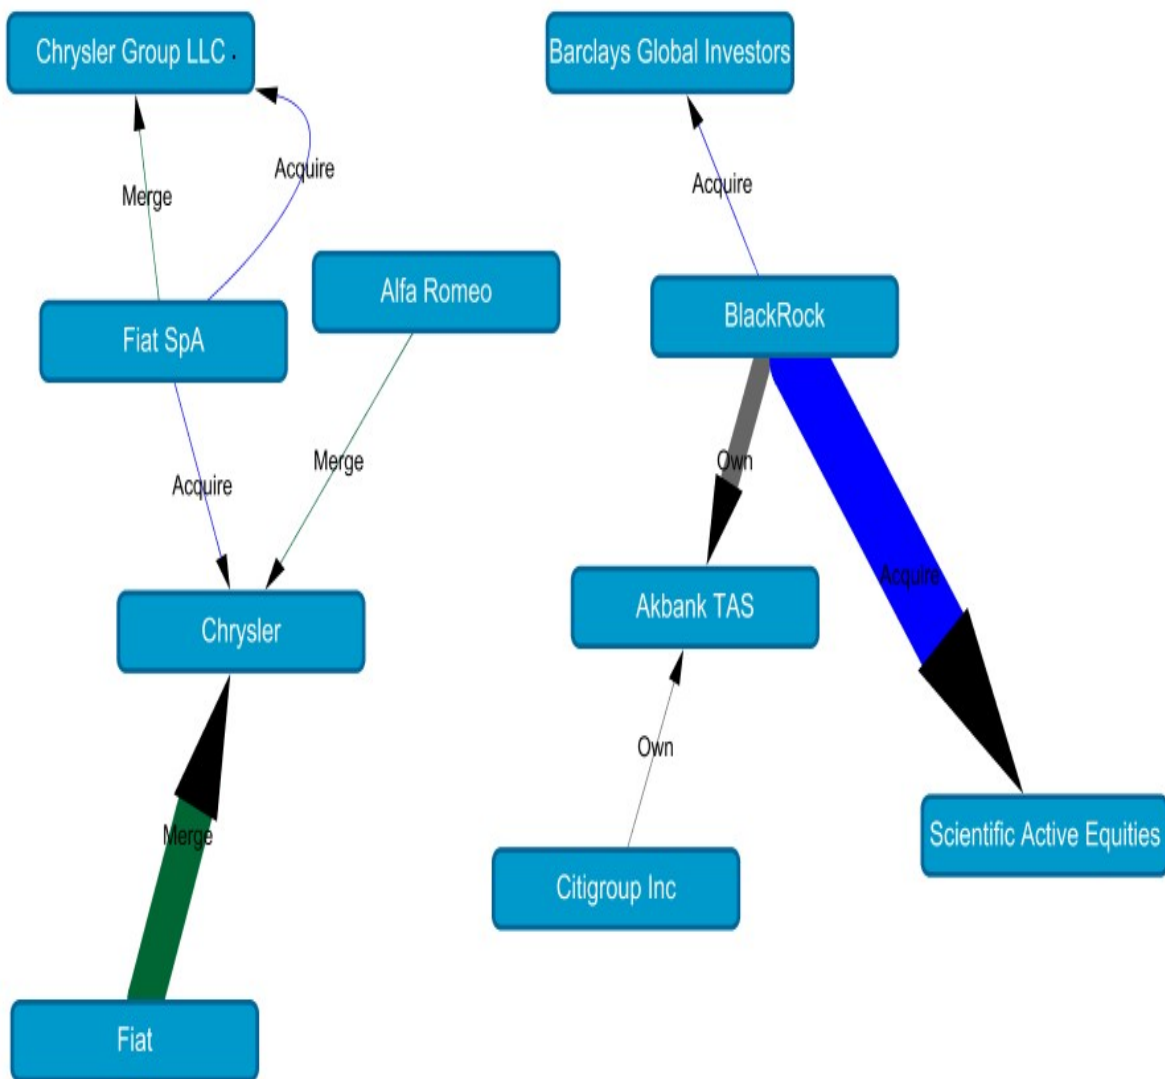 Chrysler Group LLC .
Barclays Global Investors
Acquire
Merge
Acquire
Alfa Romeo
BlackRock
Fiat SpA
Merge
Own
Acquire
Acquire
Akbank TAS
Chrysler
Own
Merge
Scientific Active Equities
Citigroup Inc
Fiat